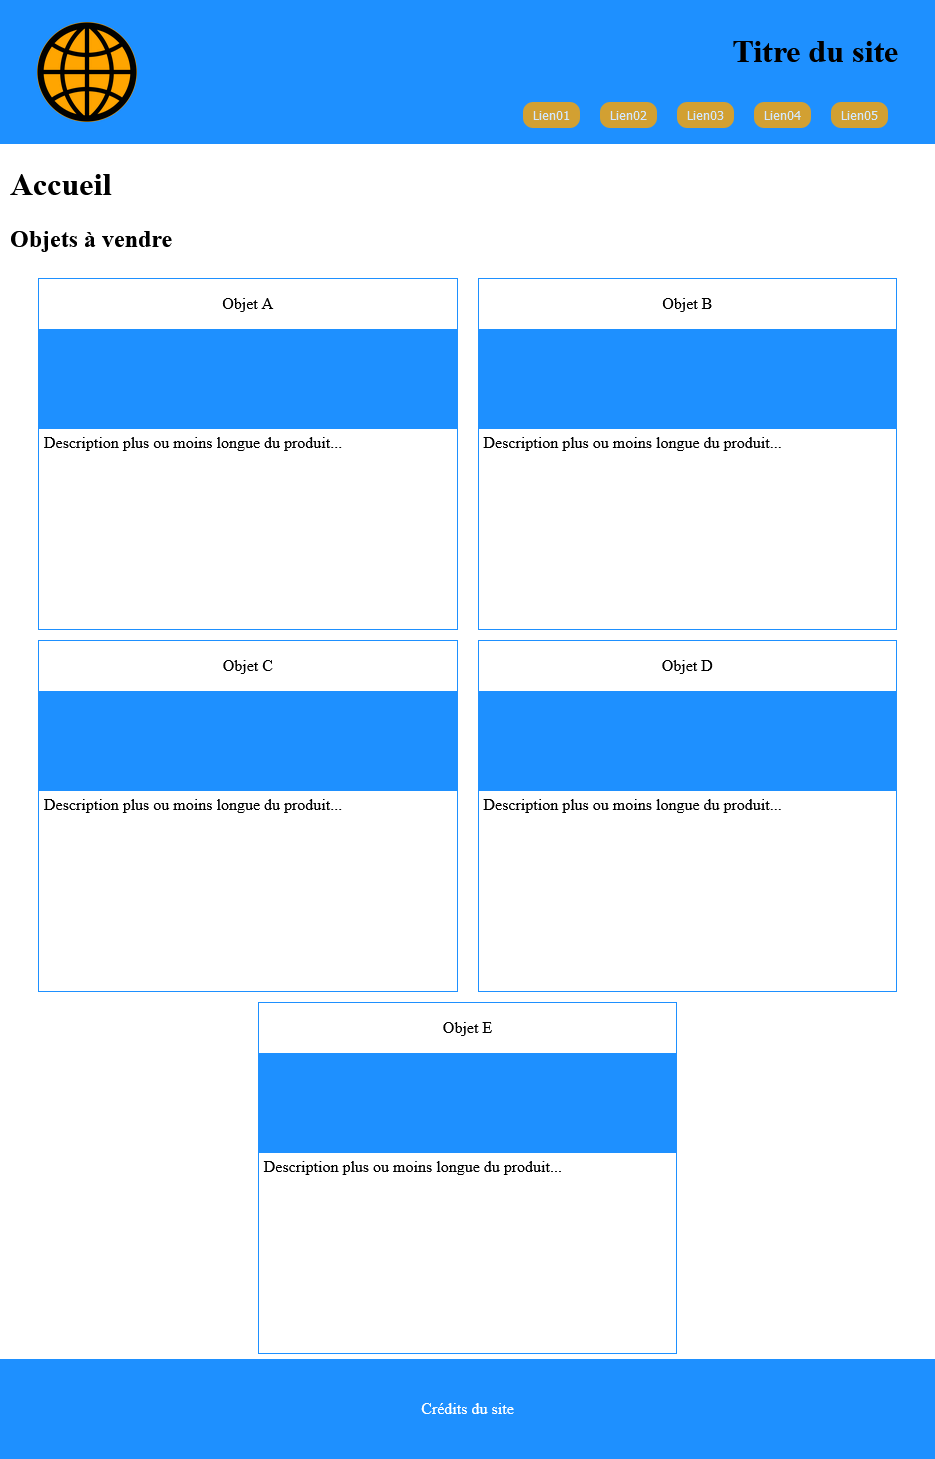 Titre du site
Lien01 Lien02 Lien03 Lien04 Lien05
Accueil
Objets à vendre
Objet A
Description plus ou moins longue du produit...
Objet B
Description plus ou moins longue du produit...
Objet C
Description plus ou moins longue du produit...
Objet D
Description plus ou moins longue du produit...
Objet E
Description plus ou moins longue du produit...
Crédits du site